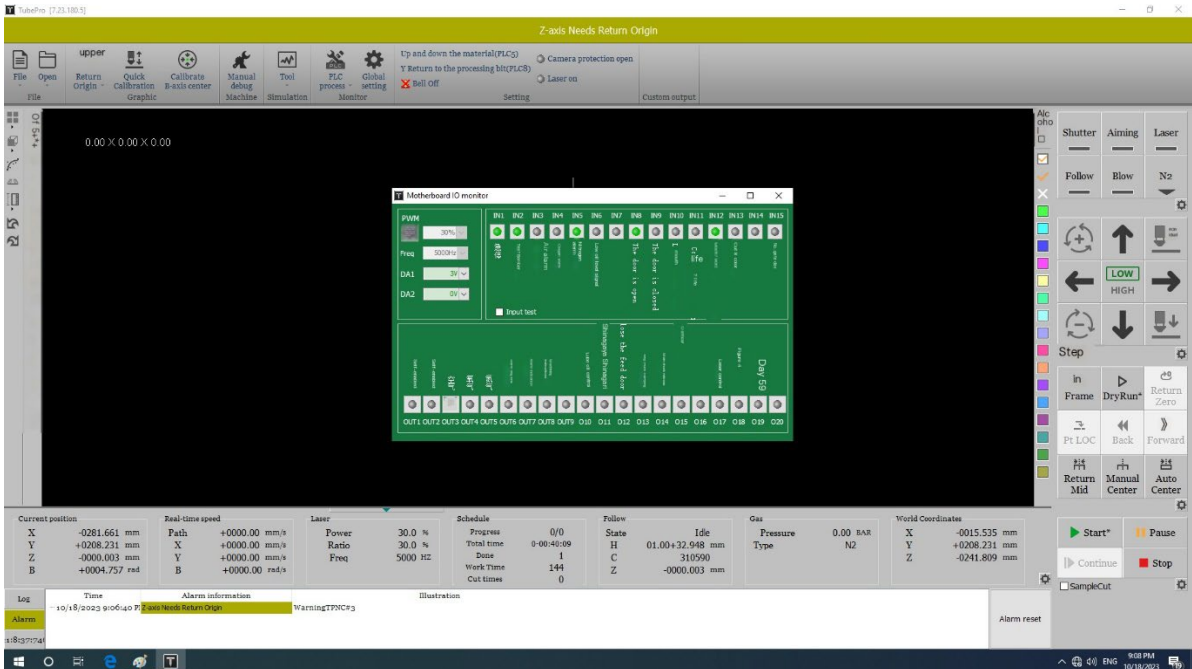 TubePro [7.23.180.5]
Z-axis Needs Return Origin
File
Open
File
upper
Return Origin
Quick Calibration
Calibrate B-axis center
Graphic
Manual debug
Machine
Tool
Simulation
PLC process
Global setting
Monitor
Up and down the material(PLC5)
Y Return to the processing bit(PLC8)
Bell Off
Camera protection open
Laser on
Setting
Custom output
0.00 X 0.00 X 0.00
Alcohol
Motherboard IO monitor
PWM
30%
Freq
5000Hz
DA1
3V
DA2
0V
IN1 IN2 IN3 IN4 IN5 IN6 IN7 IN8 IN9 IN10 IN11 IN12 IN13 IN14 IN15
Air alarm
The door is open
The door is closed
life
Input test
Shinagawa Shinagiri
lose the feed door
Day 59
OUT1 OUT2 OUT3 OUT4 OUT5 OUT6 OUT7 OUT8 OUT9 O10 O11 O12 O13 O14 O15 O16 O17 O18 O19 O20
Shutter Aiming Laser
Follow Blow N2
LOW
HIGH
Step
in
Frame DryRun* Return Zero
Pt LOC Back Forward
Return Mid
Manual Center
Auto Center
Start* Pause
Continue Stop
SampleCut
Current position
X -0281.661 mm
Y +0208.231 mm
Z -0000.003 mm
B +0004.757 rad
Real-time speed
Path +0000.00 mm/s
X +0000.00 mm/s
Y +0000.00 mm/s
B +0000.00 rad/s
Laser
Power 30.0 %
Ratio 30.0 %
Freq 5000 HZ
Schedule
Progress 0/0
Total time 0-00:40:09
Done 1
Work Time 144
Cut times 0
Follow
State Idle
H 01.00+32.948 mm
C 310590
Z -0000.003 mm
Gas
Pressure 0.00 BAR
Type N2
World Coordinates
X -0015.535 mm
Y +0208.231 mm
Z -0241.809 mm
Log
Alarm
Time Alarm information Illustration
10/18/2023 9:06:40 Z-axis Needs Return Origin WarningTPNC#3
Alarm reset
ENG
9:08 PM
10/18/2023